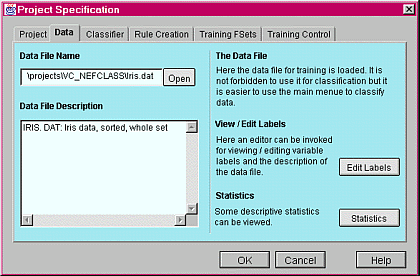 Project Specification
Project
Data
Classifier
Rule Creation
Training FSets
Training Control
Data File Name
\projects\VC_NEFCLASS\Iris.dat
Open
Data File Description
IRIS. DAT: Iris data, sorted, whole set
The Data File
Here the data file for training is loaded. It is
not forbidden to use it for classification but it
is easier to use the main menue to classify
data.
View / Edit Labels
Here an editor can be invoked
for viewing / editing variable
labels and the description of
the data file.
Edit Labels
Statistics
Some descriptive statistics
can be viewed.
Statistics
OK
Cancel
Help